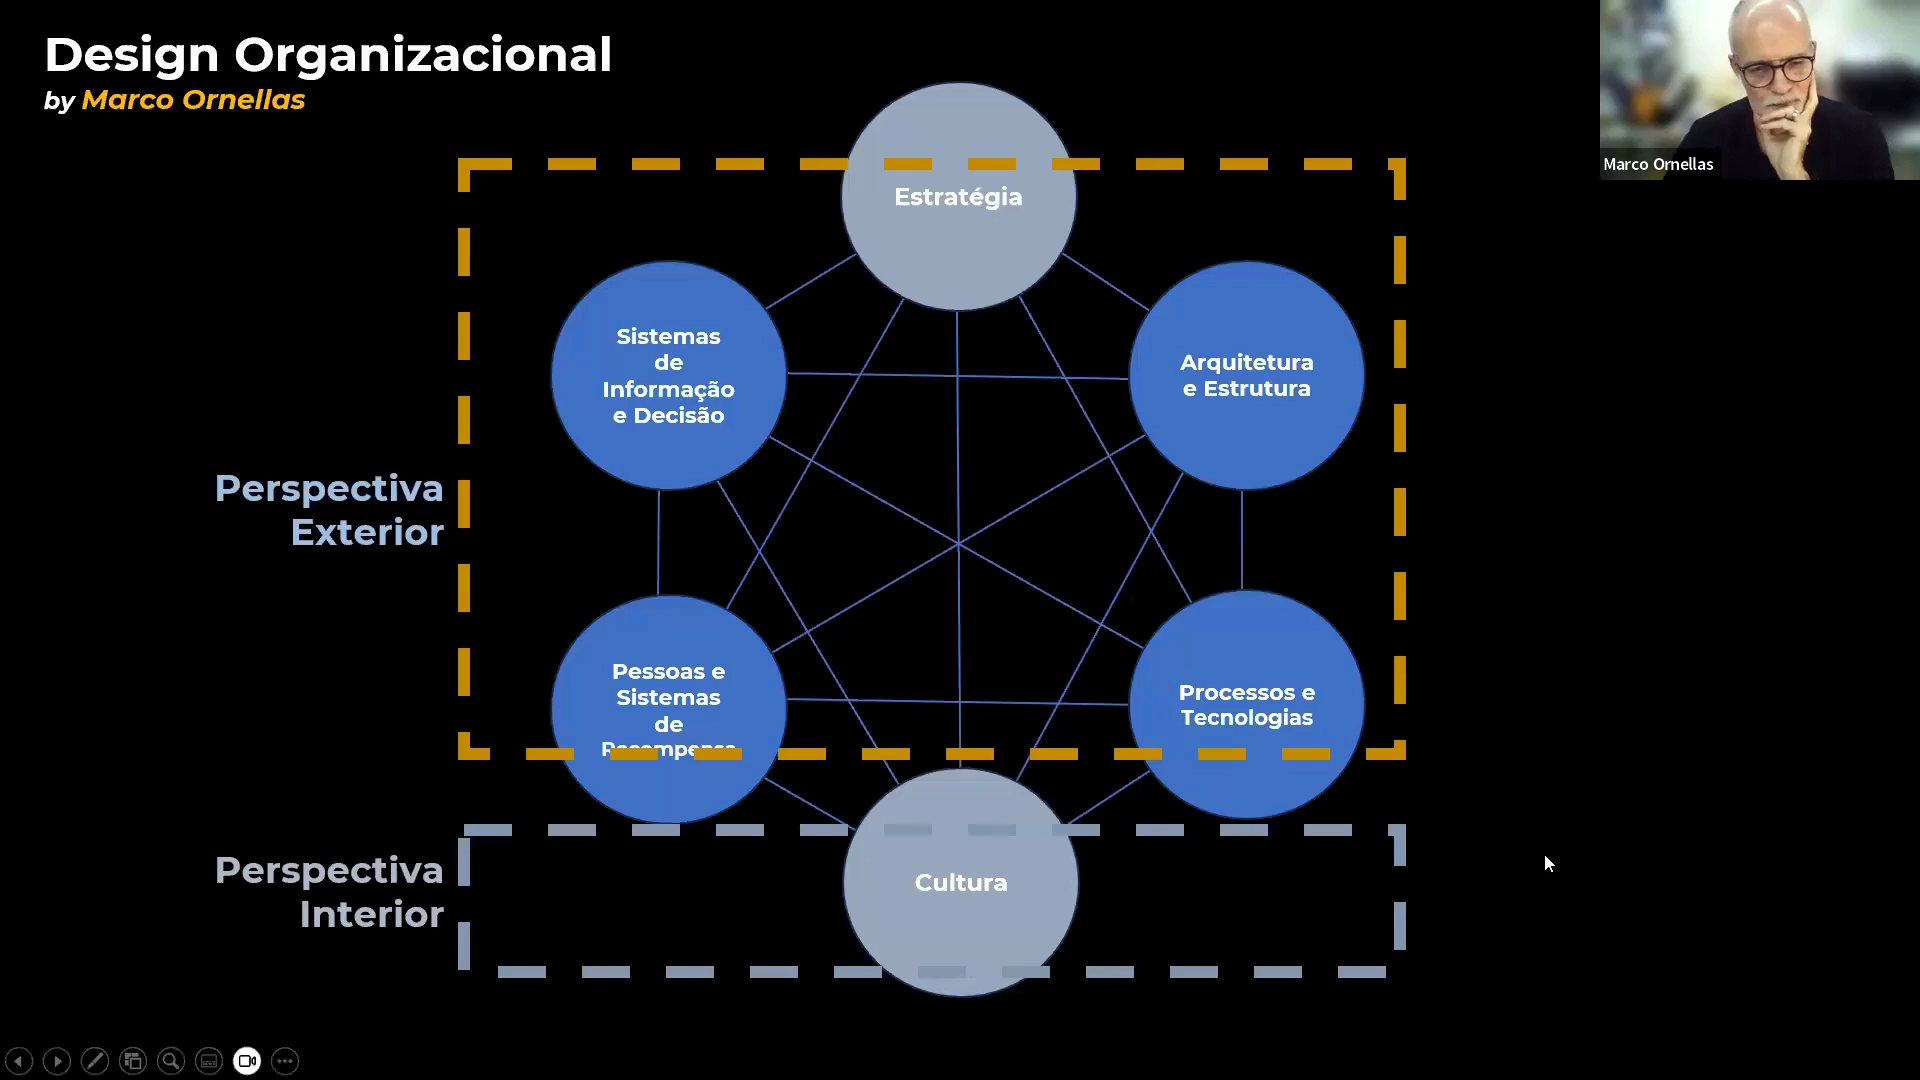 Design Organizacional
by Marco Ornellas
Marco Ornellas
Estratégia
Sistemas
de
Informação
e Decisão
Arquitetura
e Estrutura
Perspectiva
Exterior
Pessoas e
Sistemas
de
Recompensa
Processos e
Tecnologias
Perspectiva
Interior
Cultura